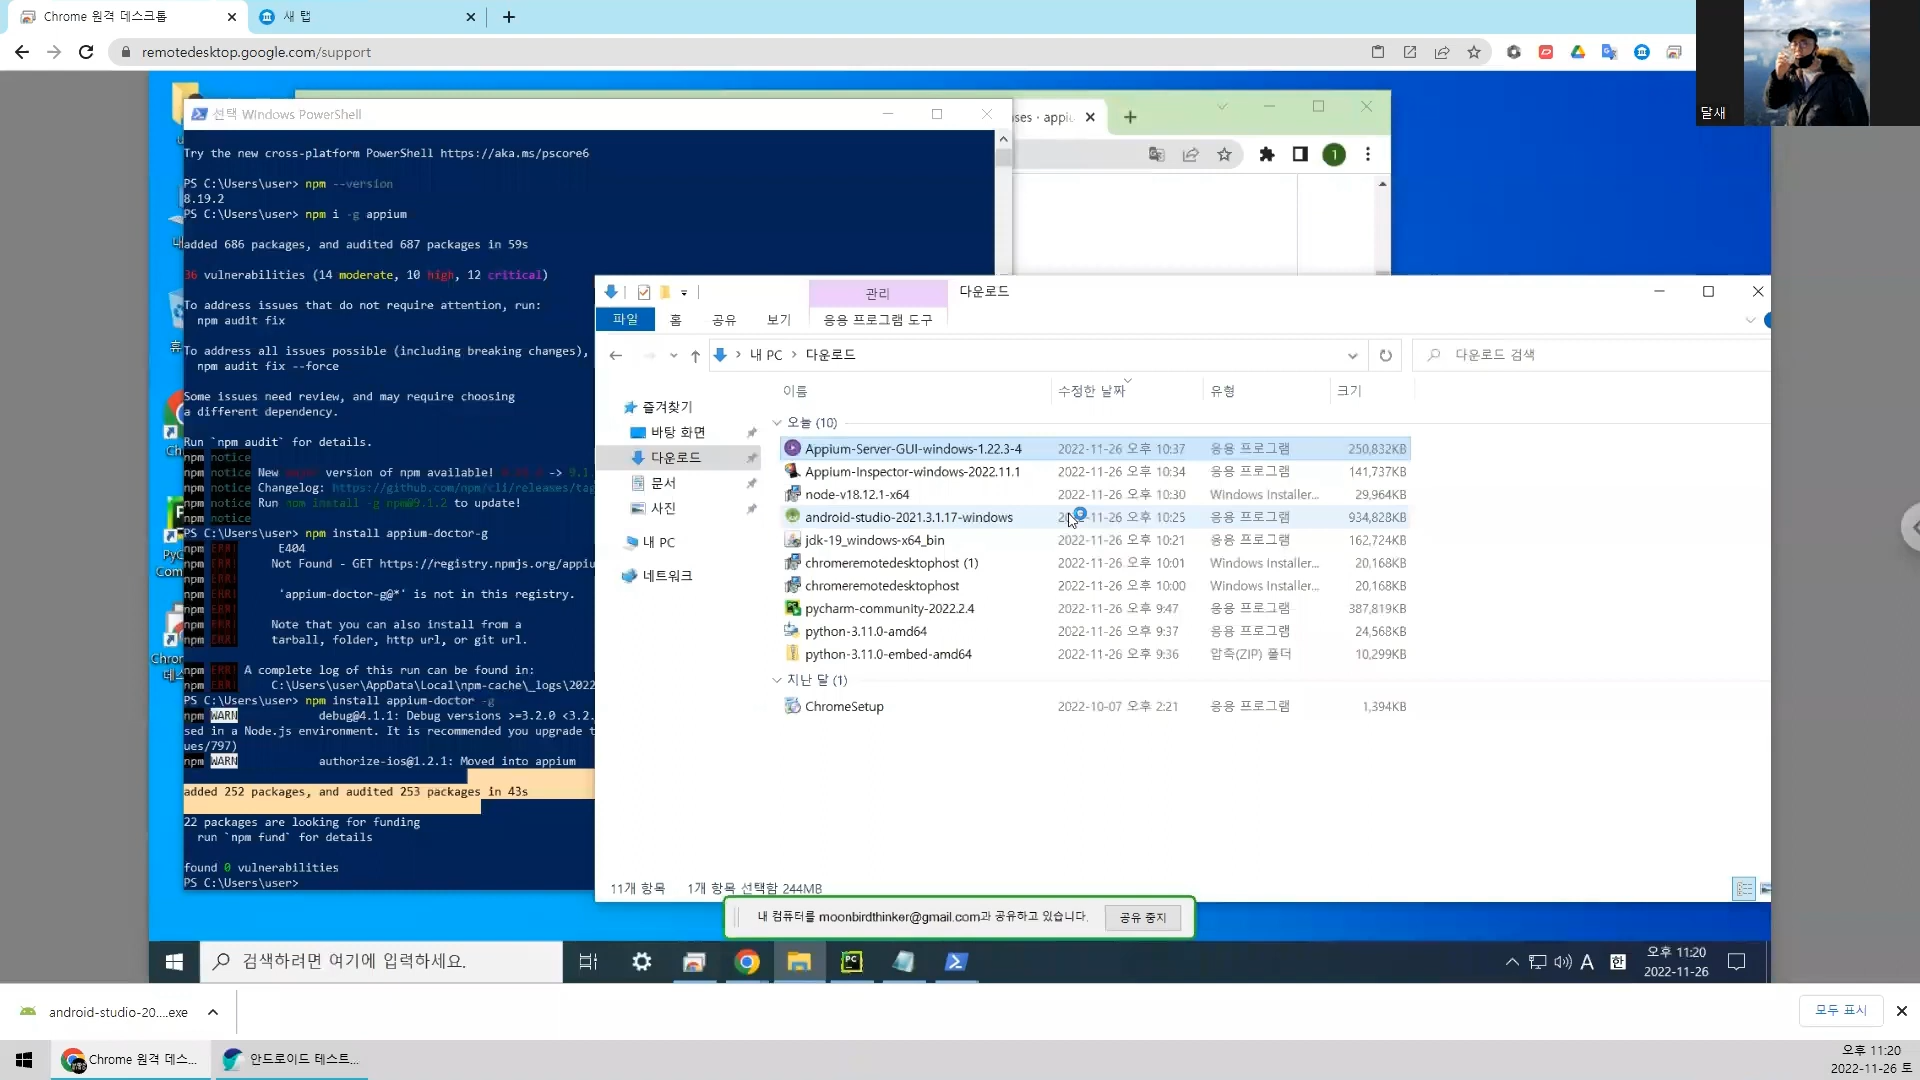 Chrome 원격 데스크톱
새 탭
remotedesktop.google.com/support
달새
선택 Windows PowerShell
Try the new cross-platform PowerShell https://aka.ms/pscore6
PS C:\Users\user> npm --version
8.19.2
PS C:\Users\user> npm i -g appium
added 686 packages, and audited 687 packages in 59s
36 vulnerabilities (14 moderate, 10 high, 12 critical)
To address issues that do not require attention, run:
npm audit fix
To address all issues possible (including breaking changes),
npm audit fix --force
Some issues need review, and may require choosing
a different dependency.
Run `npm audit` for details.
npm notice
npm notice New major version of npm available! 8.19.2 -> 9.1
npm notice Changelog: https://github.com/npm/cli/releases/tag
npm notice Run npm install -g npm@9.1.2 to update!
npm notice
PS C:\Users\user> npm install appium-doctor-g
npm ERR! E404
npm ERR! Not Found - GET https://registry.npmjs.org/appiu
npm ERR!
npm ERR! 'appium-doctor-g@*' is not in this registry.
npm ERR!
npm ERR! Note that you can also install from a
npm ERR! tarball, folder, http url, or git url.
npm ERR! A complete log of this run can be found in:
npm ERR! C:\Users\user\AppData\Local\npm-cache\_logs\2022
PS C:\Users\user> npm install appium-doctor -g
npm WARN debug@4.1.1: Debug versions >=3.2.0 <3.2.
sed in a Node.js environment. It is recommended you upgrade t
ues/797)
npm WARN authorize-ios@1.2.1: Moved into appium
added 252 packages, and audited 253 packages in 43s
22 packages are looking for funding
run `npm fund` for details
found 0 vulnerabilities
PS C:\Users\user>
ses · appi
1
관리
다운로드
파일
홈
공유
보기
응용 프로그램 도구
내 PC
다운로드
다운로드 검색
이름
수정한 날짜
유형
크기
즐겨찾기
바탕 화면
다운로드
문서
사진
내 PC
네트워크
오늘 (10)
Appium-Server-GUI-windows-1.22.3-4 2022-11-26 오후 10:37 응용 프로그램 250,832KB
Appium-Inspector-windows-2022.11.1 2022-11-26 오후 10:34 응용 프로그램 141,737KB
node-v18.12.1-x64 2022-11-26 오후 10:30 Windows Installer... 29,964KB
android-studio-2021.3.1.17-windows 20 -11-26 오후 10:25 응용 프로그램 934,828KB
jdk-19_windows-x64_bin 2022-11-26 오후 10:21 응용 프로그램 162,724KB
chromeremotedesktophost (1) 2022-11-26 오후 10:01 Windows Installer... 20,168KB
chromeremotedesktophost 2022-11-26 오후 10:00 Windows Installer... 20,168KB
pycharm-community-2022.2.4 2022-11-26 오후 9:47 응용 프로그램 387,819KB
python-3.11.0-amd64 2022-11-26 오후 9:37 응용 프로그램 24,568KB
python-3.11.0-embed-amd64 2022-11-26 오후 9:36 압축(ZIP) 폴더 10,299KB
지난 달 (1)
ChromeSetup 2022-10-07 오후 2:21 응용 프로그램 1,394KB
11개 항목
1개 항목 선택함 244MB
내 컴퓨터를 moonbirdthinker@gmail.com과 공유하고 있습니다.
공유 중지
검색하려면 여기에 입력하세요.
PC
A
한
오후 11:20
2022-11-26
android-studio-20....exe
모두 표시
Chrome 원격 데스...
안드로이드 테스트...
오후 11:20
2022-11-26 토